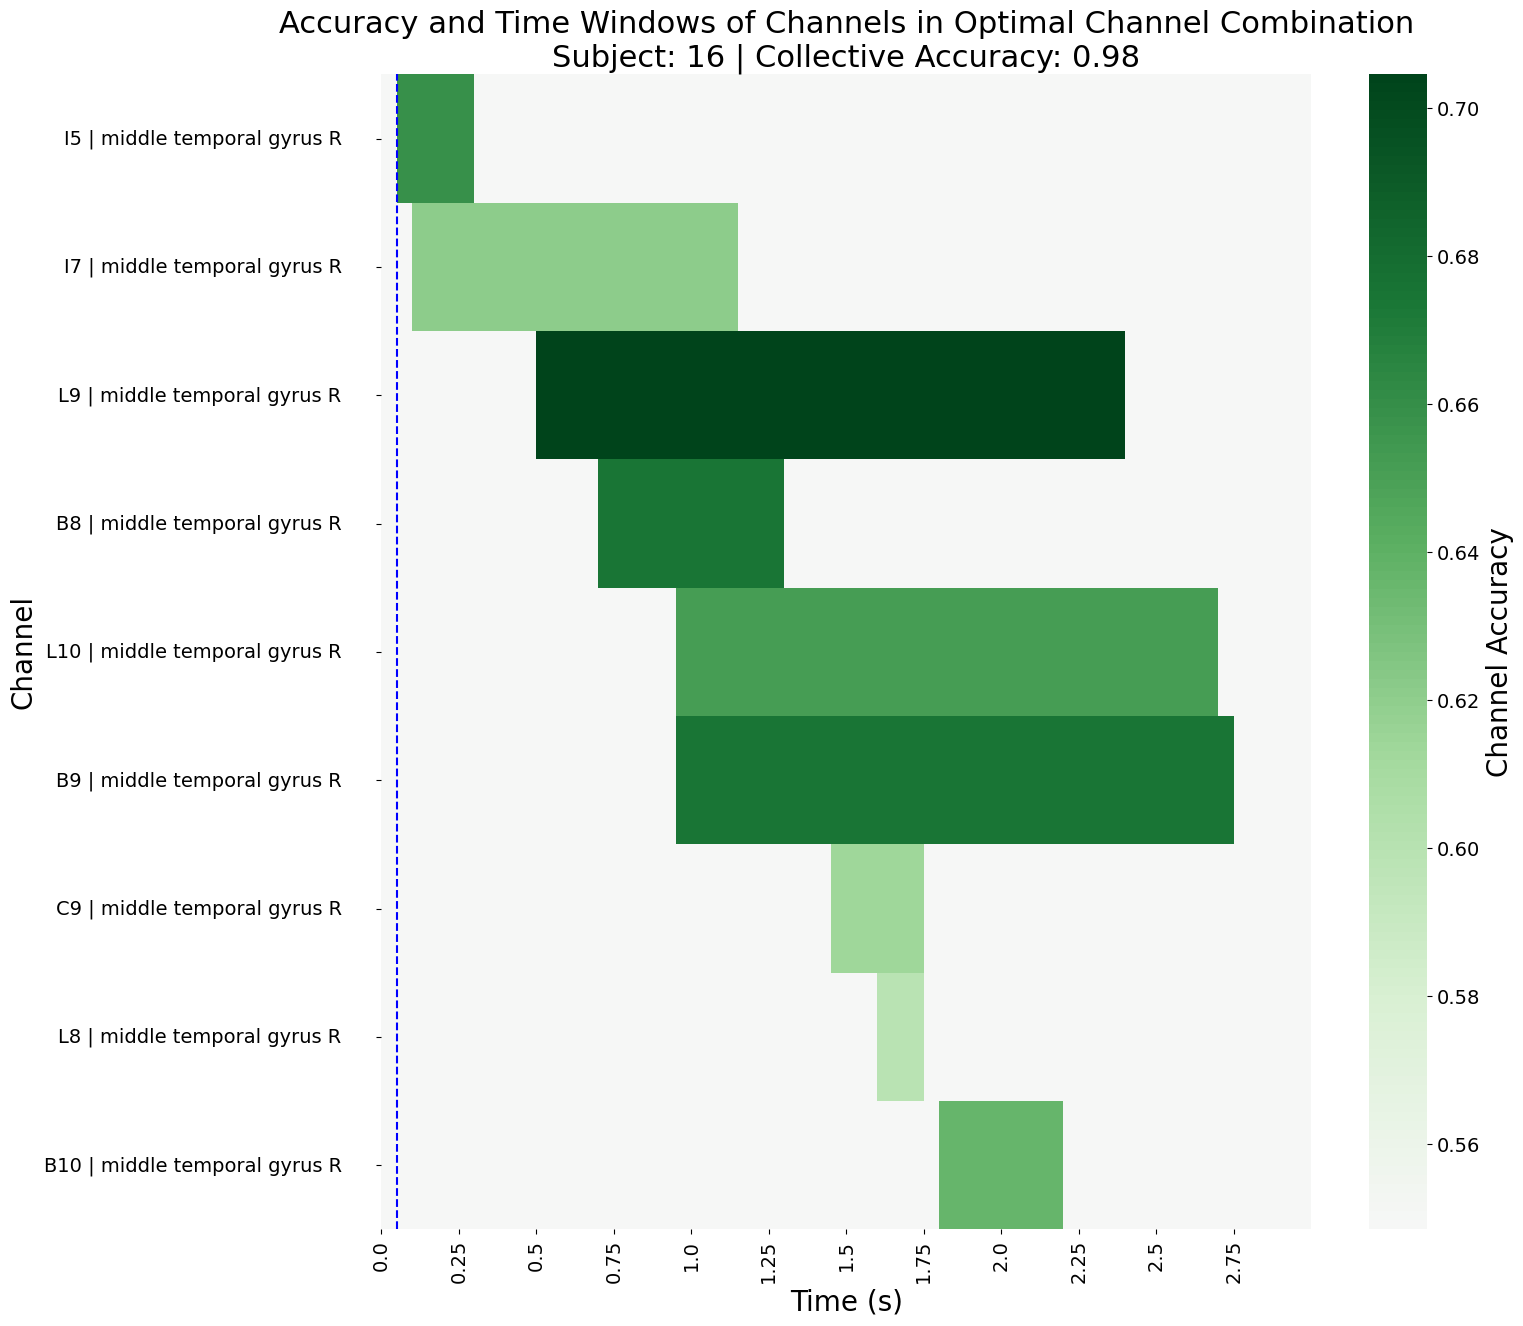 Accuracy and Time Windows of Channels in Optimal Channel Combination
Subject: 16 | Collective Accuracy: 0.98
Channel
I5 | middle temporal gyrus R
I7 | middle temporal gyrus R
L9 | middle temporal gyrus R
B8 | middle temporal gyrus R
L10 | middle temporal gyrus R
B9 | middle temporal gyrus R
C9 | middle temporal gyrus R
L8 | middle temporal gyrus R
B10 | middle temporal gyrus R
0.0 0.25 0.5 0.75 1.0 1.25 1.5 1.75 2.0 2.25 2.5 2.75
Time (s)
0.70
0.68
0.66
0.64
0.62
0.60
0.58
0.56
Channel Accuracy